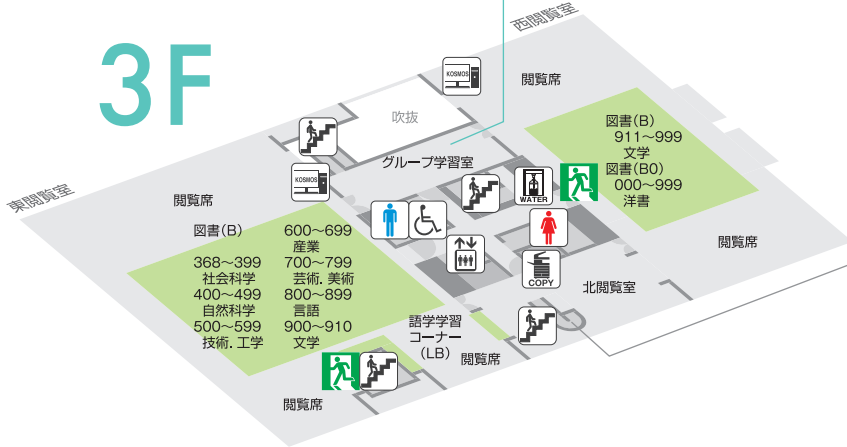 3F
西閲覧室
閲覧席
KOSMOS
吹抜
図書(B)
911～999
文学
図書(B0)
000～999
洋書
グループ学習室
KOSMOS
東閲覧室
閲覧席
WATER
図書(B)
368～399
社会科学
400～499
自然科学
500～599
技術．工学
600～699
産業
700～799
芸術．美術
800～899
言語
900～910
文学
閲覧席
COPY
北閲覧室
語学学習
コーナー
(LB)
閲覧席
閲覧席